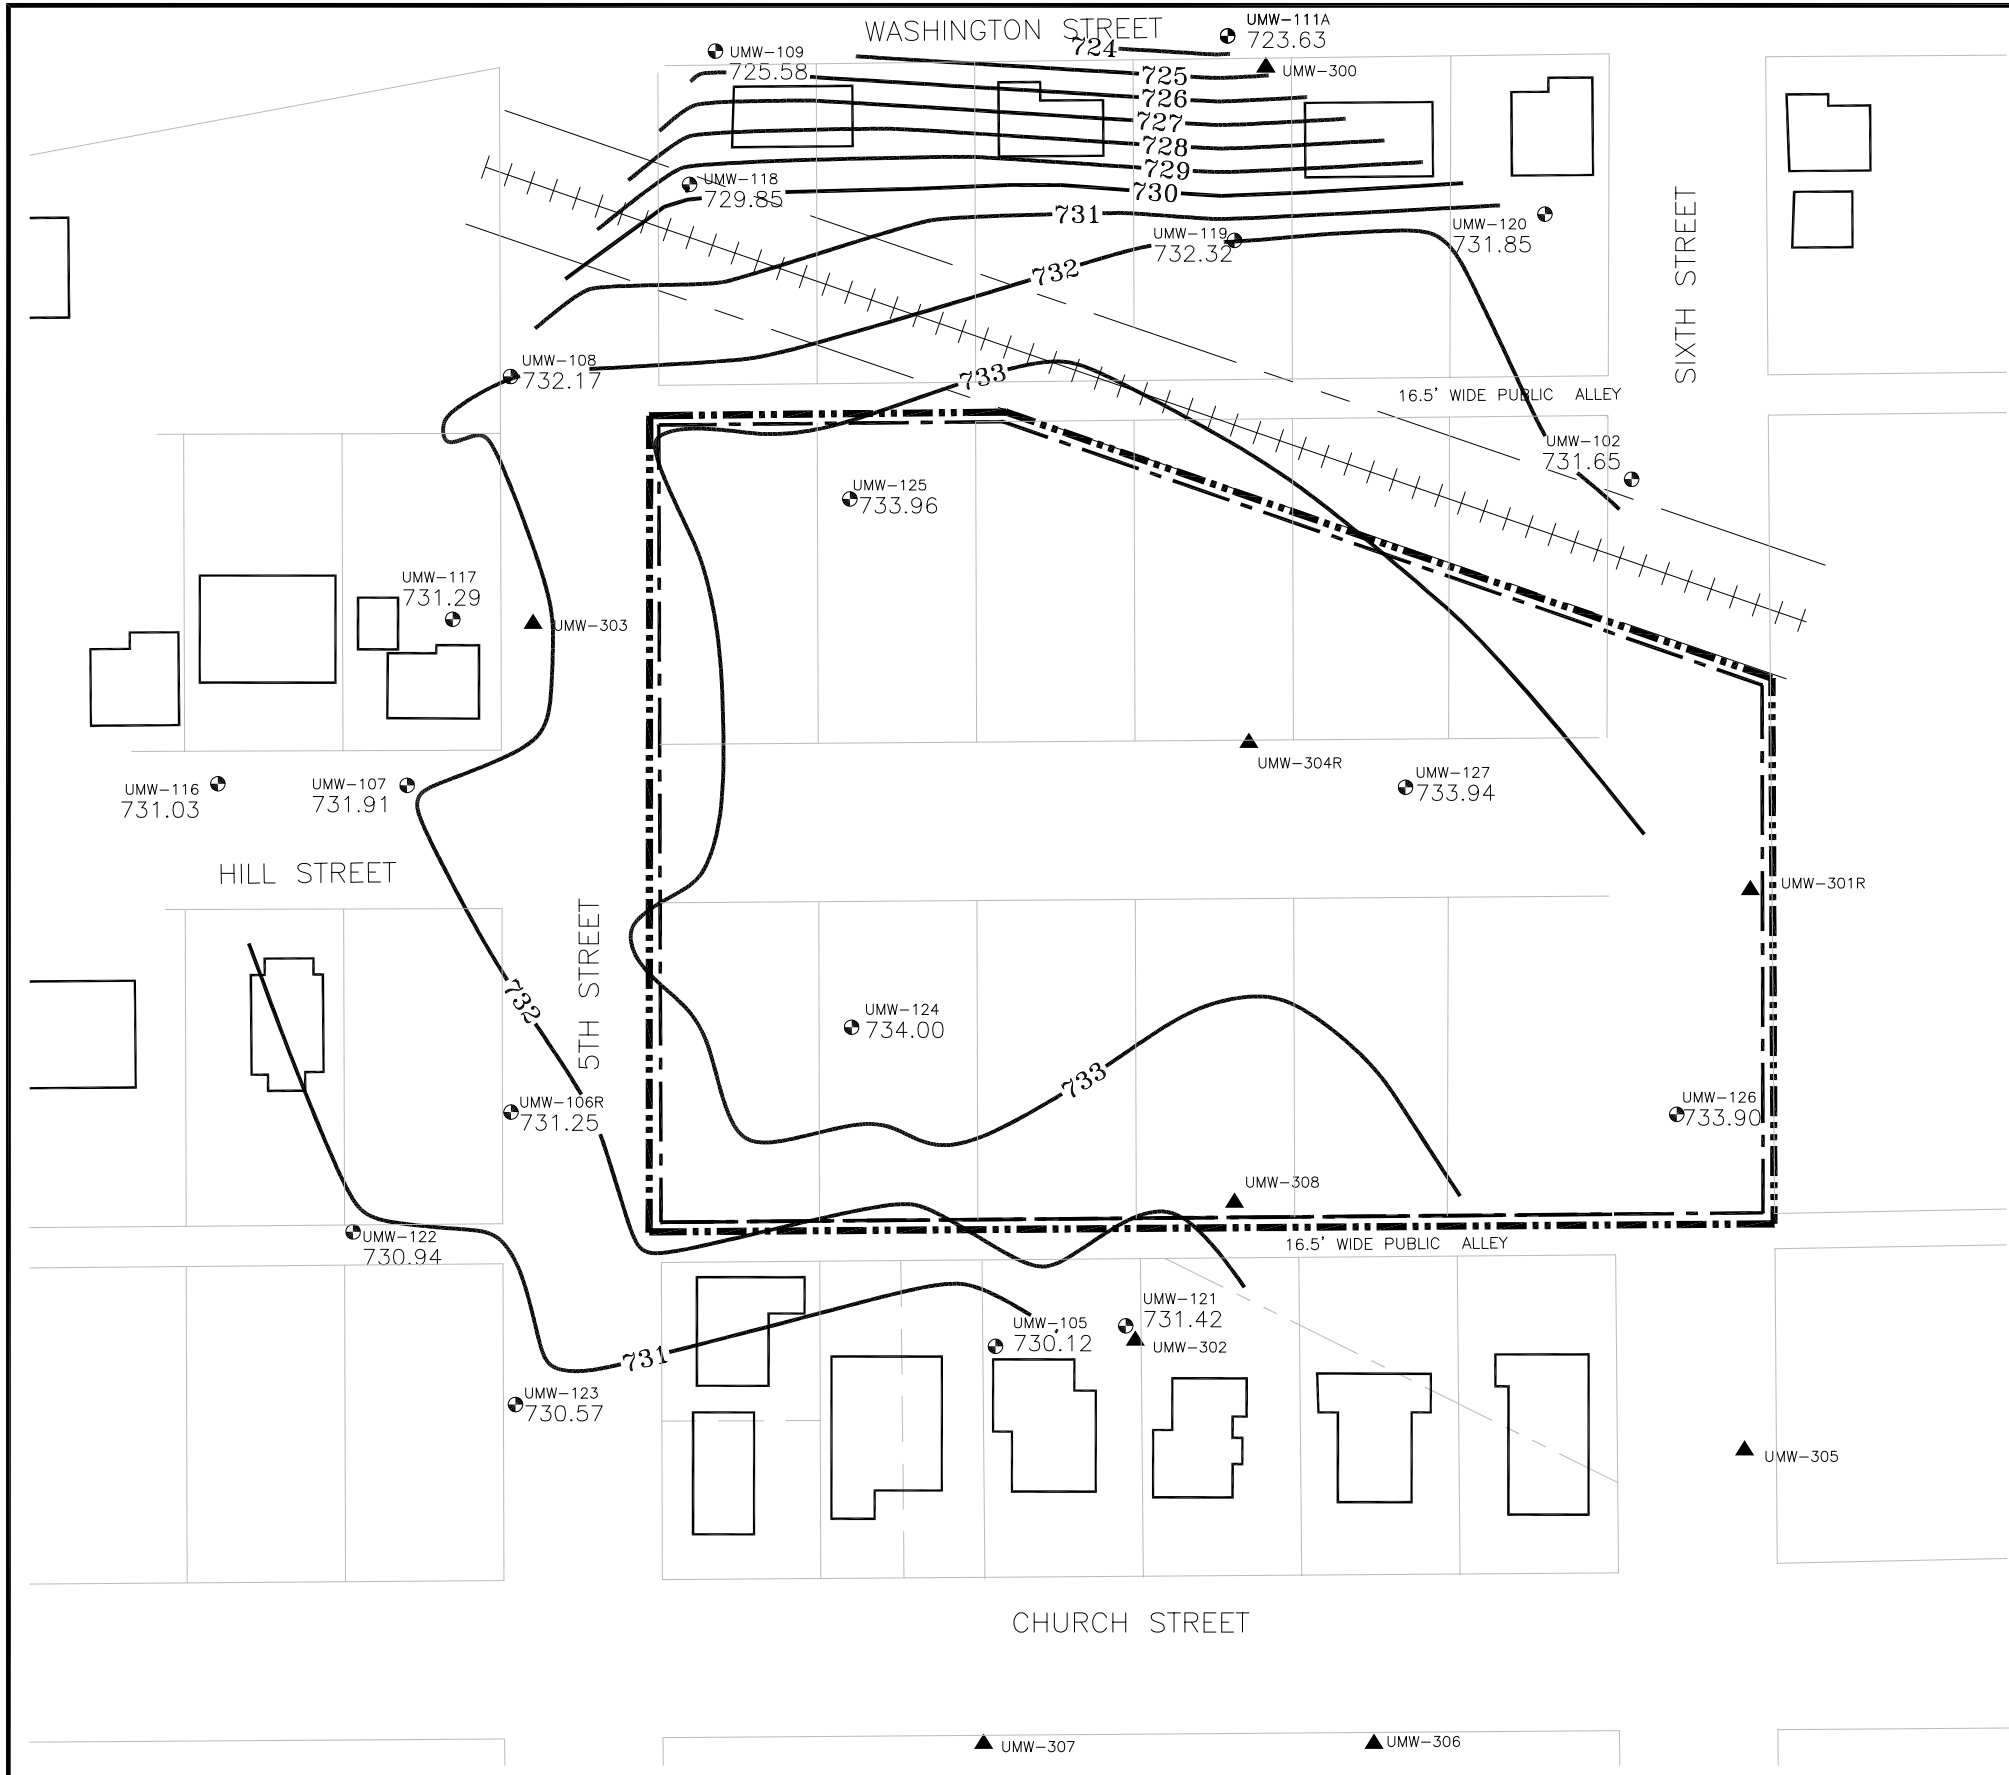 WASHINGTON STREET
UMW-111A
723.63
724
UMW-109
725.58
725
UMW-300
726
727
728
729
UMW-118
729.85
730
731
UMW-119
732.32
UMW-120
731.85
SIXTH STREET
732
UMW-108
732.17
733
16.5' WIDE PUBLIC ALLEY
UMW-102
731.65
UMW-125
733.96
UMW-117
731.29
UMW-303
UMW-304R
UMW-127
733.94
UMW-116
731.03
UMW-107
731.91
HILL STREET
UMW-301R
5TH STREET
732
UMW-124
734.00
733
UMW-106R
731.25
UMW-126
733.90
UMW-308
UMW-122
730.94
16.5' WIDE PUBLIC ALLEY
UMW-121
731.42
UMW-105
730.12
UMW-302
731
UMW-123
730.57
UMW-305
CHURCH STREET
UMW-307
UMW-306